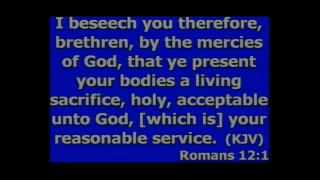 I beseech you therefore,
brethren, by the mercies
of God, that ye present
your bodies a living
sacrifice, holy, acceptable
unto God, [which is] your
reasonable service. (KJV)
Romans 12:1